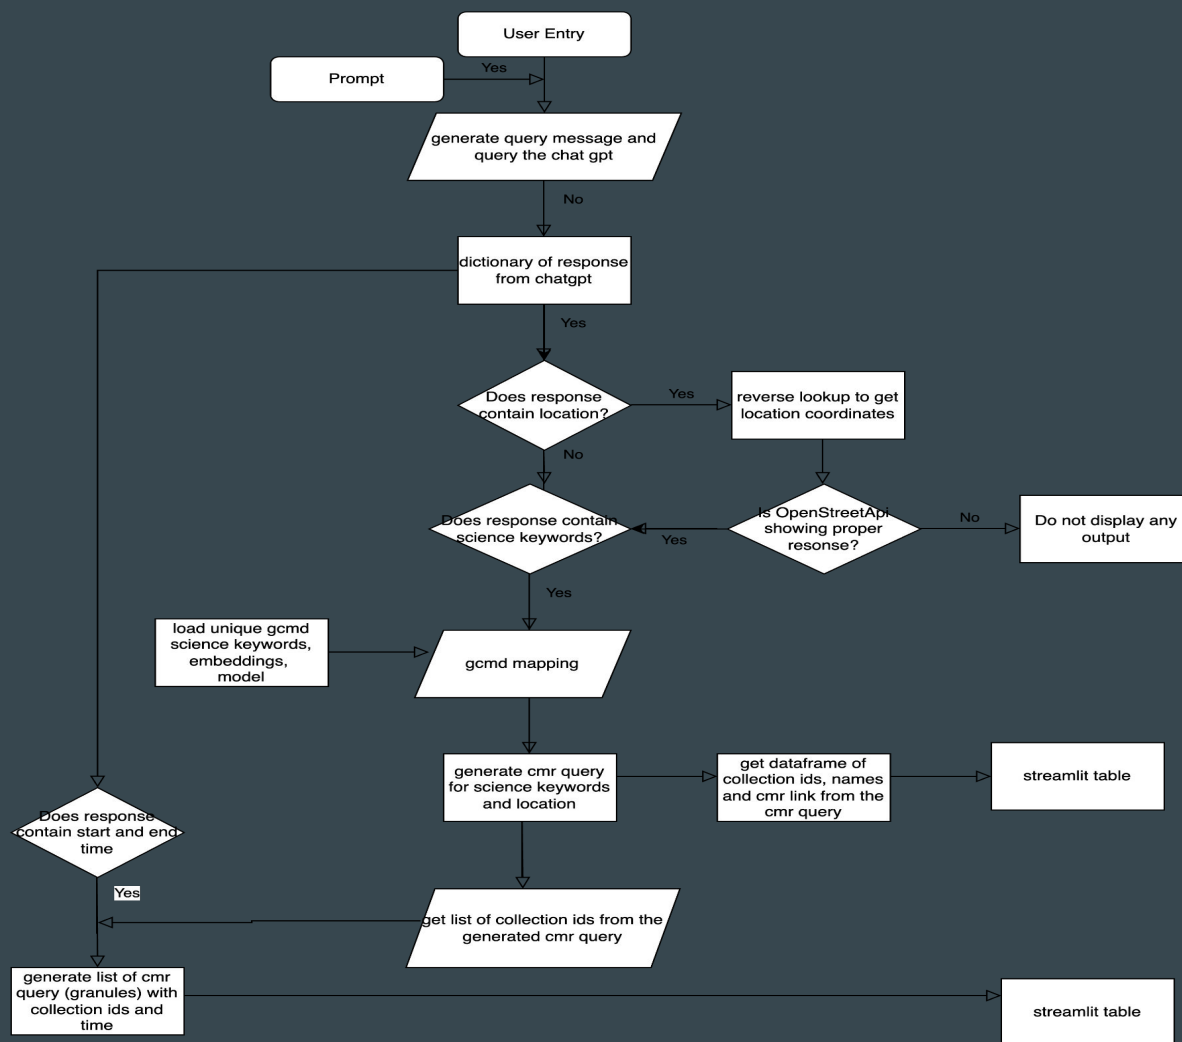 User Entry
Prompt
Yes
generate query message and
query the chat gpt
No
dictionary of response
from chatgpt
Yes
Does response
contain location?
Yes
reverse lookup to get
location coordinates
No
Does response contain
science keywords?
Yes
Is OpenStreetApi
showing proper
resonse?
No
Do not display any
output
Yes
load unique gcmd
science keywords,
embeddings,
model
gcmd mapping
generate cmr query
for science keywords
and location
get dataframe of
collection ids, names
and cmr link from the
cmr query
streamlit table
Does response
contain start and end
time
Yes
get list of collection ids from the
generated cmr query
generate list of cmr
query (granules) with
collection ids and
time
streamlit table